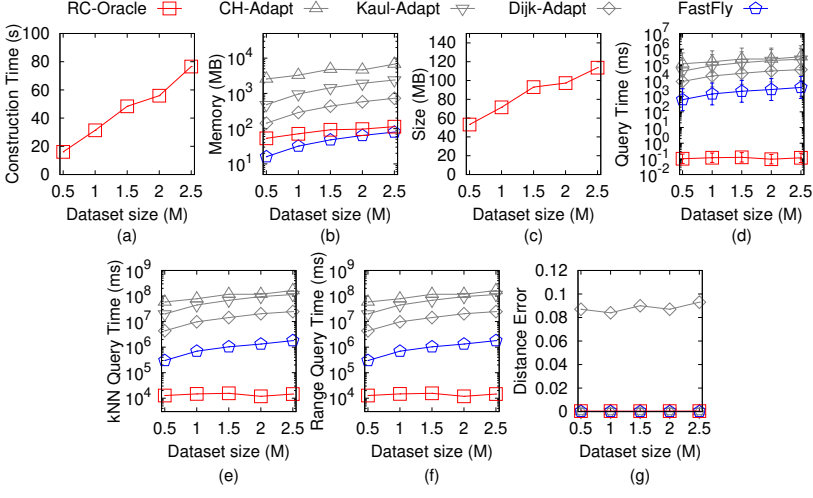 RC-Oracle CH-Adapt Kaul-Adapt Dijk-Adapt FastFly
Construction Time (s)
100
80
60
40
20
0
0.5 1 1.5 2 2.5
Dataset size (M)
(a)
Memory (MB)
10^4
10^3
10^2
10^1
0.5 1 1.5 2 2.5
Dataset size (M)
(b)
Size (MB)
140
120
100
80
60
40
20
0
0.5 1 1.5 2 2.5
Dataset size (M)
(c)
Query Time (ms)
10^7
10^6
10^5
10^4
10^3
10^2
10^1
10^0
10^-1
10^-2
0.5 1 1.5 2 2.5
Dataset size (M)
(d)
kNN Query Time (ms)
10^9
10^8
10^7
10^6
10^5
10^4
0.5 1 1.5 2 2.5
Dataset size (M)
(e)
Range Query Time (ms)
10^9
10^8
10^7
10^6
10^5
10^4
0.5 1 1.5 2 2.5
Dataset size (M)
(f)
Distance Error
0.12
0.1
0.08
0.06
0.04
0.02
0
0.5 1 1.5 2 2.5
Dataset size (M)
(g)